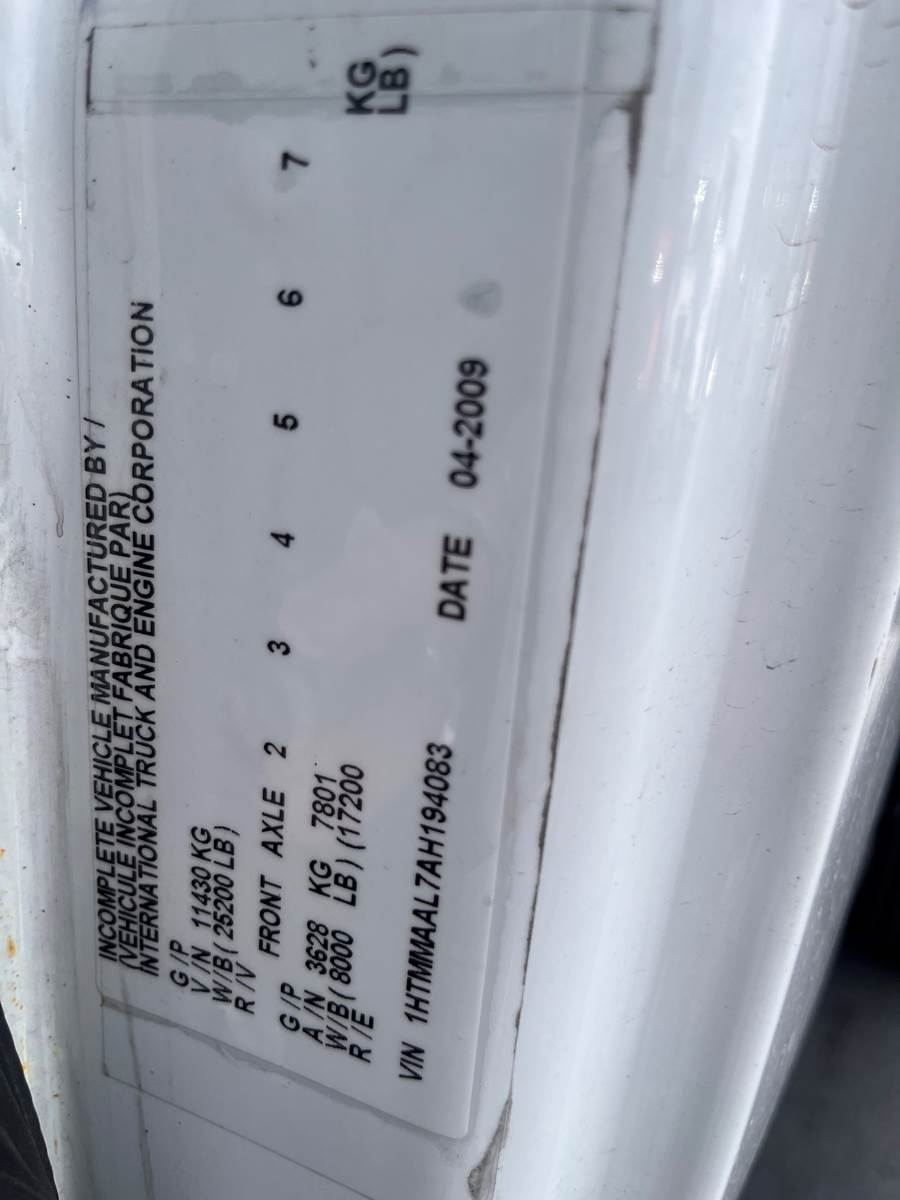 INCOMPLETE VEHICLE MANUFACTURED BY /
(VEHICULE INCOMPLET FABRIQUE PAR)
INTERNATIONAL TRUCK AND ENGINE CORPORATION
G /P
V /N 11430 KG
W/B ( 25200 LB)
R /V
FRONT AXLE 2 3 4 5 6 7
G /P
A /N 3628 KG 7801 KG
W/B( 8000 LB) (17200 LB)
R /E
VIN 1HTMMAAL7AH194083 DATE 04-2009